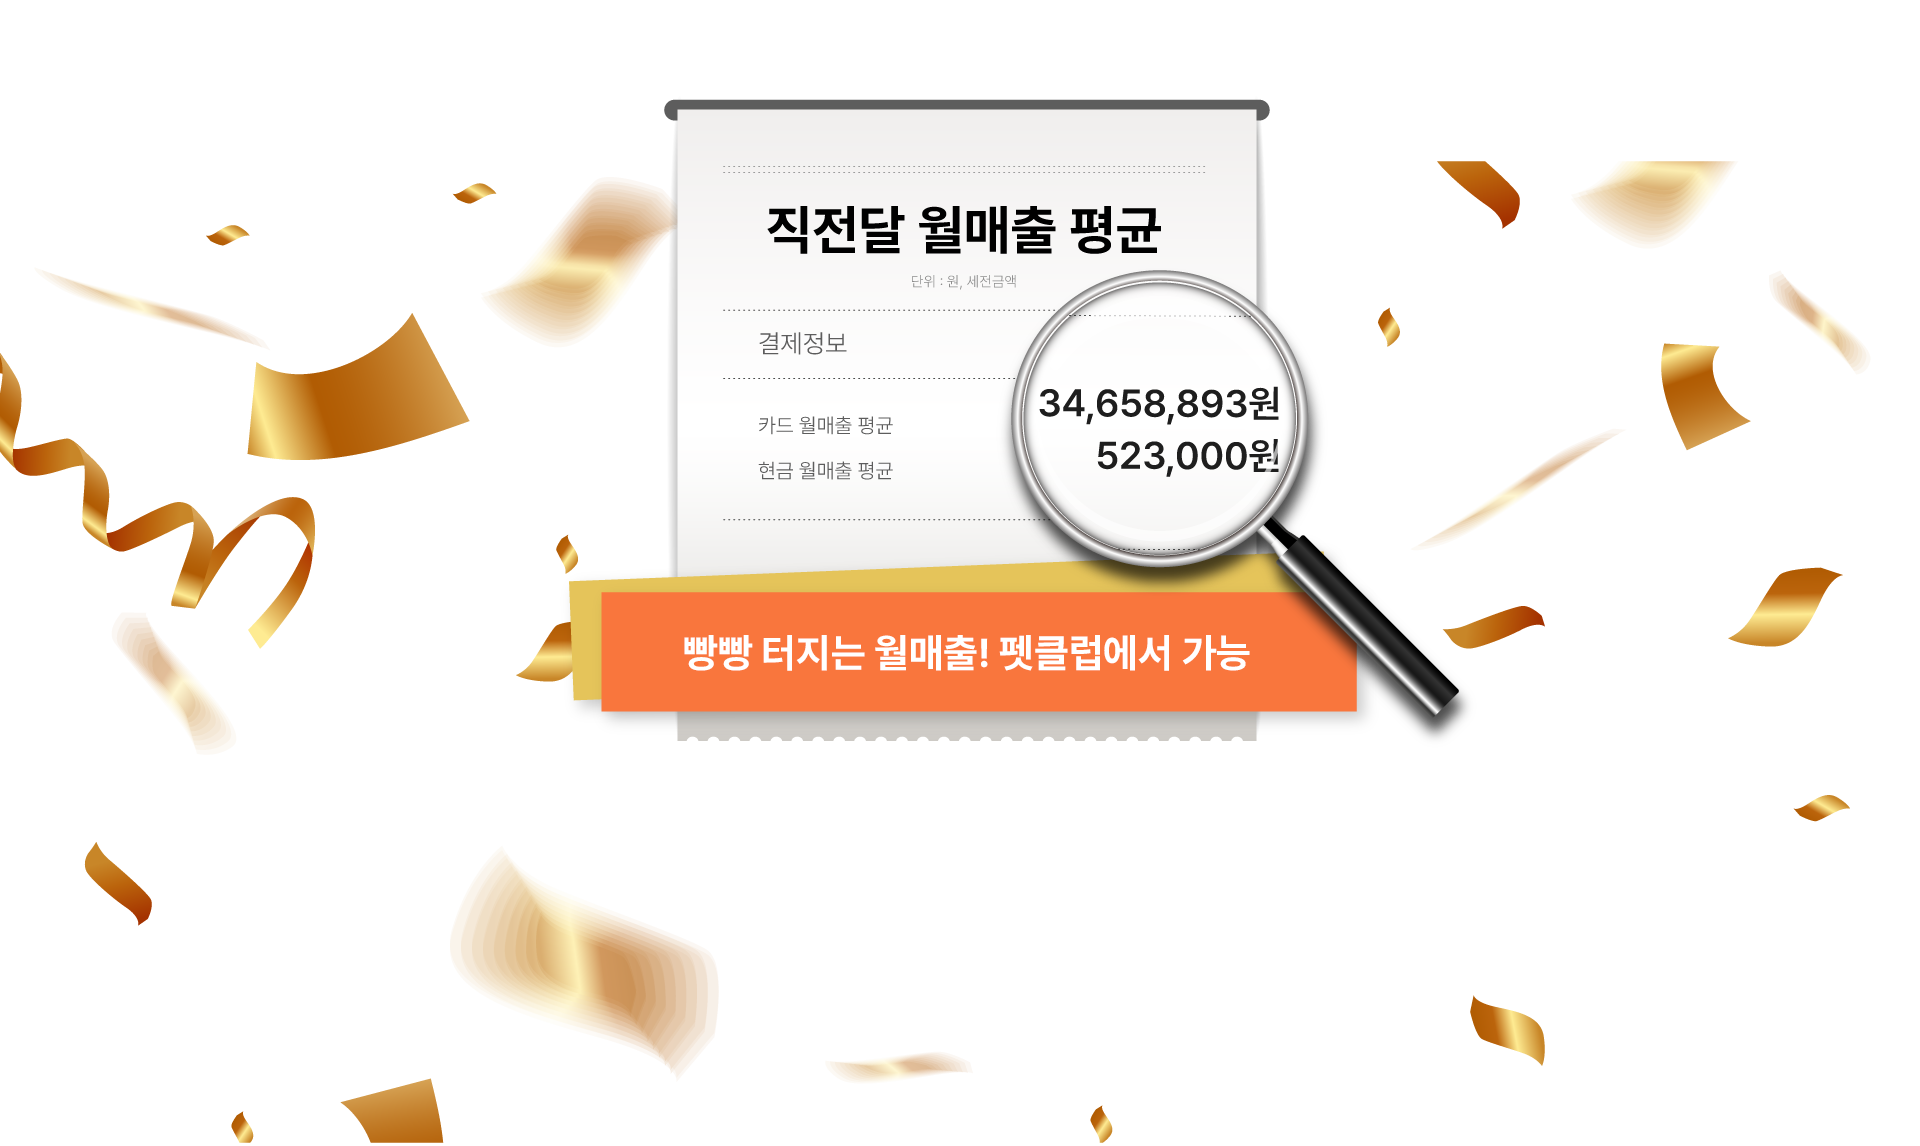 직전달 월매출 평균
단위 : 원, 세전금액
결제정보
카드 월매출 평균 34,658,893원
현금 월매출 평균 523,000원
빵빵 터지는 월매출! 펫클럽에서 가능